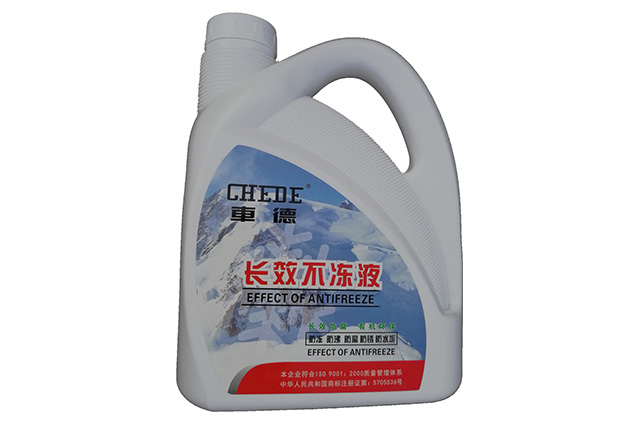 CHEDE®
車德
长效不冻液
EFFECT OF ANTIFREEZE
长效防腐 有机环保
防冻 防沸 防腐 防锈 防水垢
EFFECT OF ANTIFREEZE
本企业符合ISO 9001：2000质量管理体系
中华人民共和国商标注册证第：5705536号